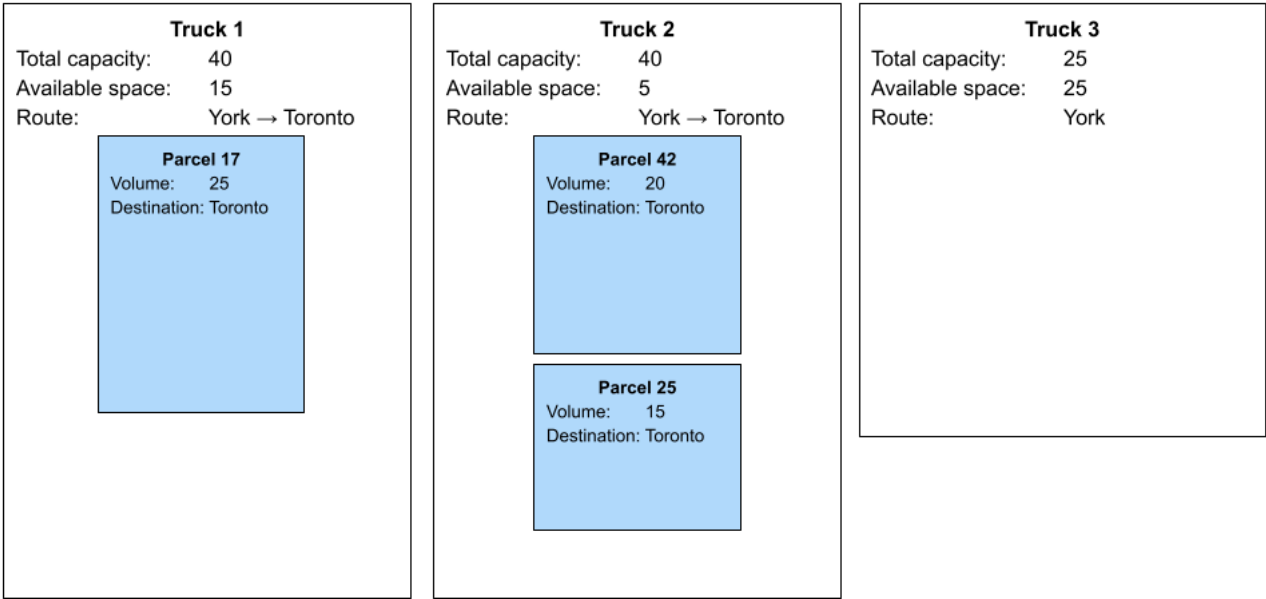 Truck 1
Total capacity: 40
Available space: 15
Route: York → Toronto
Parcel 17
Volume: 25
Destination: Toronto
Truck 2
Total capacity: 40
Available space: 5
Route: York → Toronto
Parcel 42
Volume: 20
Destination: Toronto
Parcel 25
Volume: 15
Destination: Toronto
Truck 3
Total capacity: 25
Available space: 25
Route: York